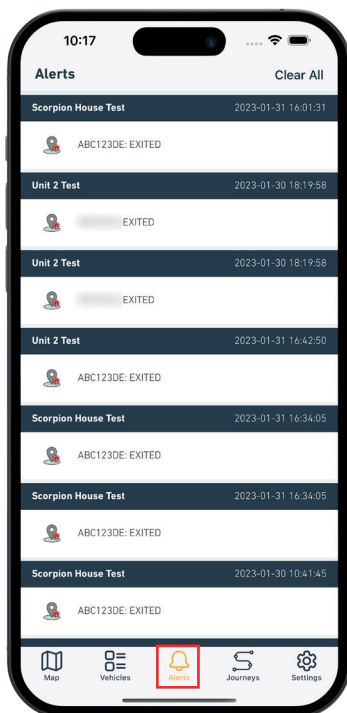 10:17
Alerts Clear All
Scorpion House Test 2023-01-31 16:01:31
ABC123DE: EXITED
Unit 2 Test 2023-01-30 18:19:58
EXITED
Unit 2 Test 2023-01-30 18:19:58
EXITED
Unit 2 Test 2023-01-31 16:42:50
ABC123DE: EXITED
Scorpion House Test 2023-01-31 16:34:05
ABC123DE: EXITED
Scorpion House Test 2023-01-31 16:34:05
ABC123DE: EXITED
Scorpion House Test 2023-01-30 10:41:45
ABC123DE: EXITED
Map Vehicles Alerts Journeys Settings